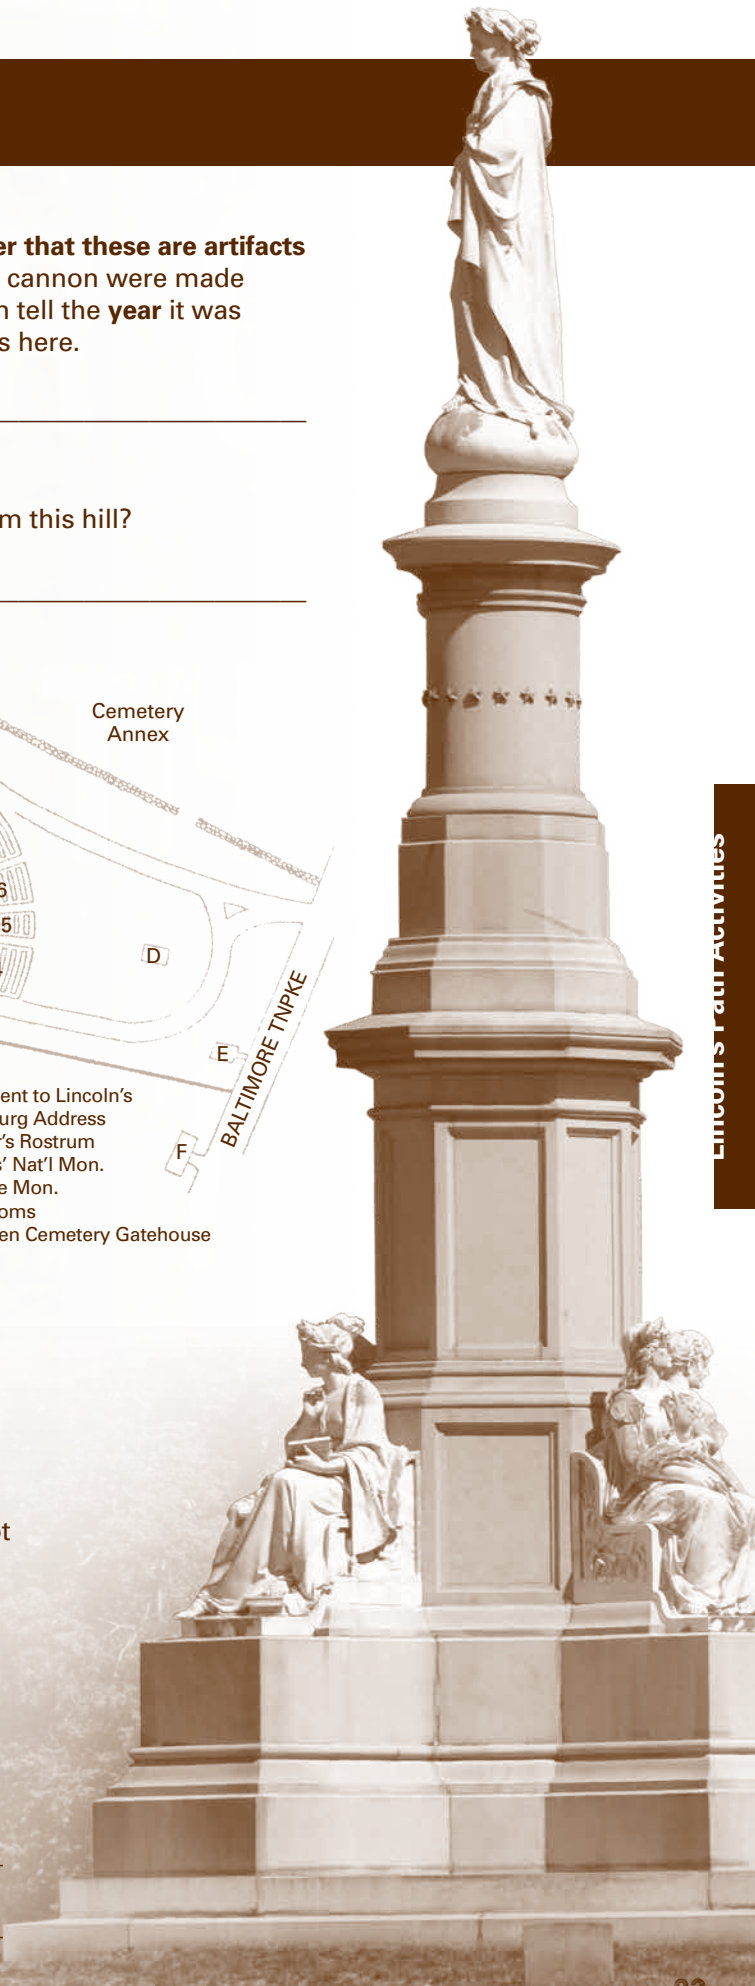 er that these are artifacts
cannon were made
n tell the year it was
s here.
m this hill?
Cemetery
Annex
6
5
D
E
F
BALTIMORE TNPKE
ent to Lincoln's
urg Address
r's Rostrum
s' Nat'l Mon.
e Mon.
oms
en Cemetery Gatehouse
Lincoln's Path Activities
ot